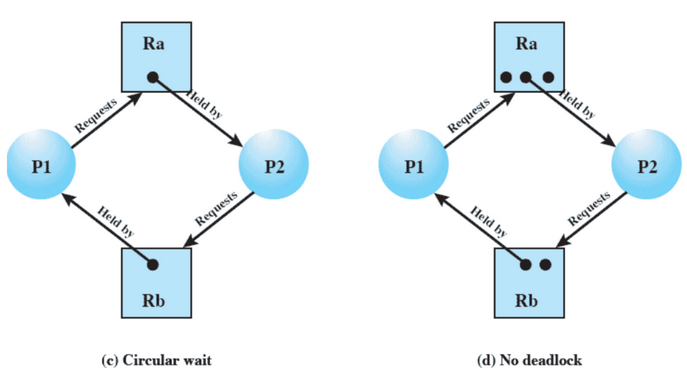 Ra
Requests
Held by
P1
P2
Held by
Requests
Rb
(c) Circular wait
Ra
Requests
Held by
P1
P2
Held by
Requests
Rb
(d) No deadlock